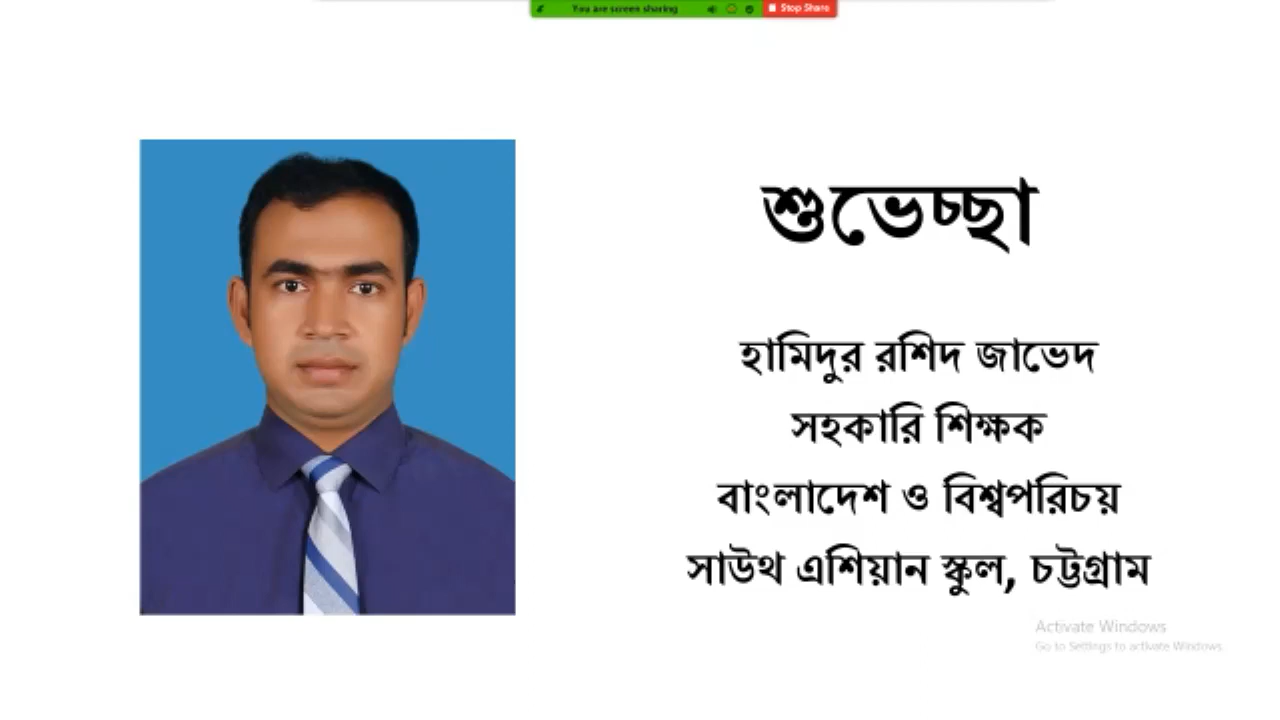 You are screen sharing Stop Share
শুভেচ্ছা
হামিদুর রশিদ জাভেদ
সহকারি শিক্ষক
বাংলাদেশ ও বিশ্বপরিচয়
সাউথ এশিয়ান স্কুল, চট্টগ্রাম
Activate Windows
Go to Settings to activate Windows.